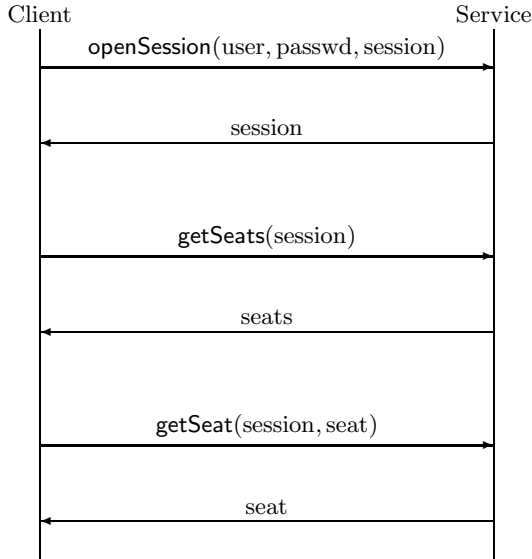 Client Service
openSession(user, passwd, session)
session
getSeats(session)
seats
getSeat(session, seat)
seat